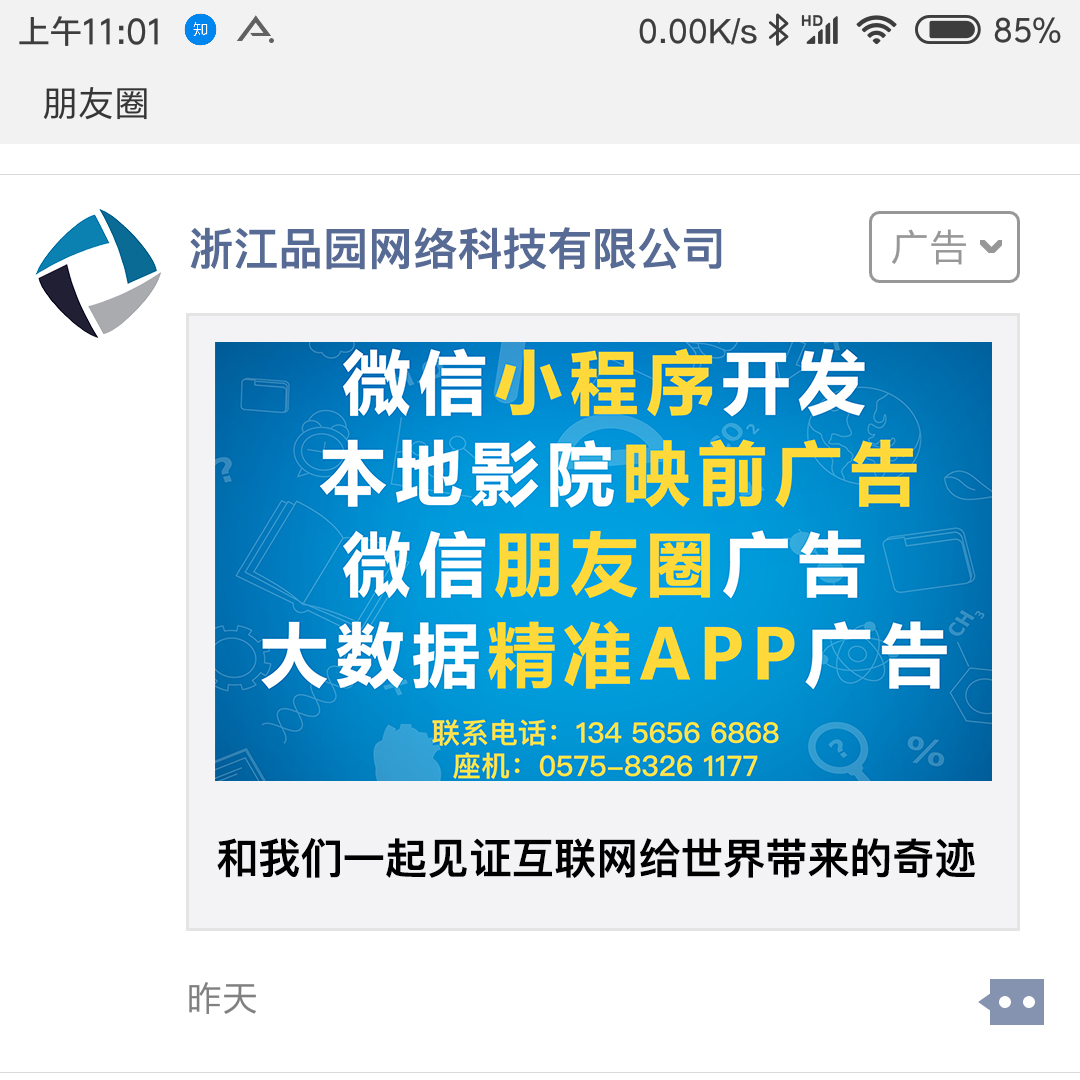 上午11:01 知 0.00K/s HD 85%
朋友圈
浙江品园网络科技有限公司 广告
微信小程序开发
本地影院映前广告
微信朋友圈广告
大数据精准APP广告
联系电话：134 5656 6868
座机：0575-8326 1177
和我们一起见证互联网给世界带来的奇迹
昨天
CO₂
?
CH₃
?
%